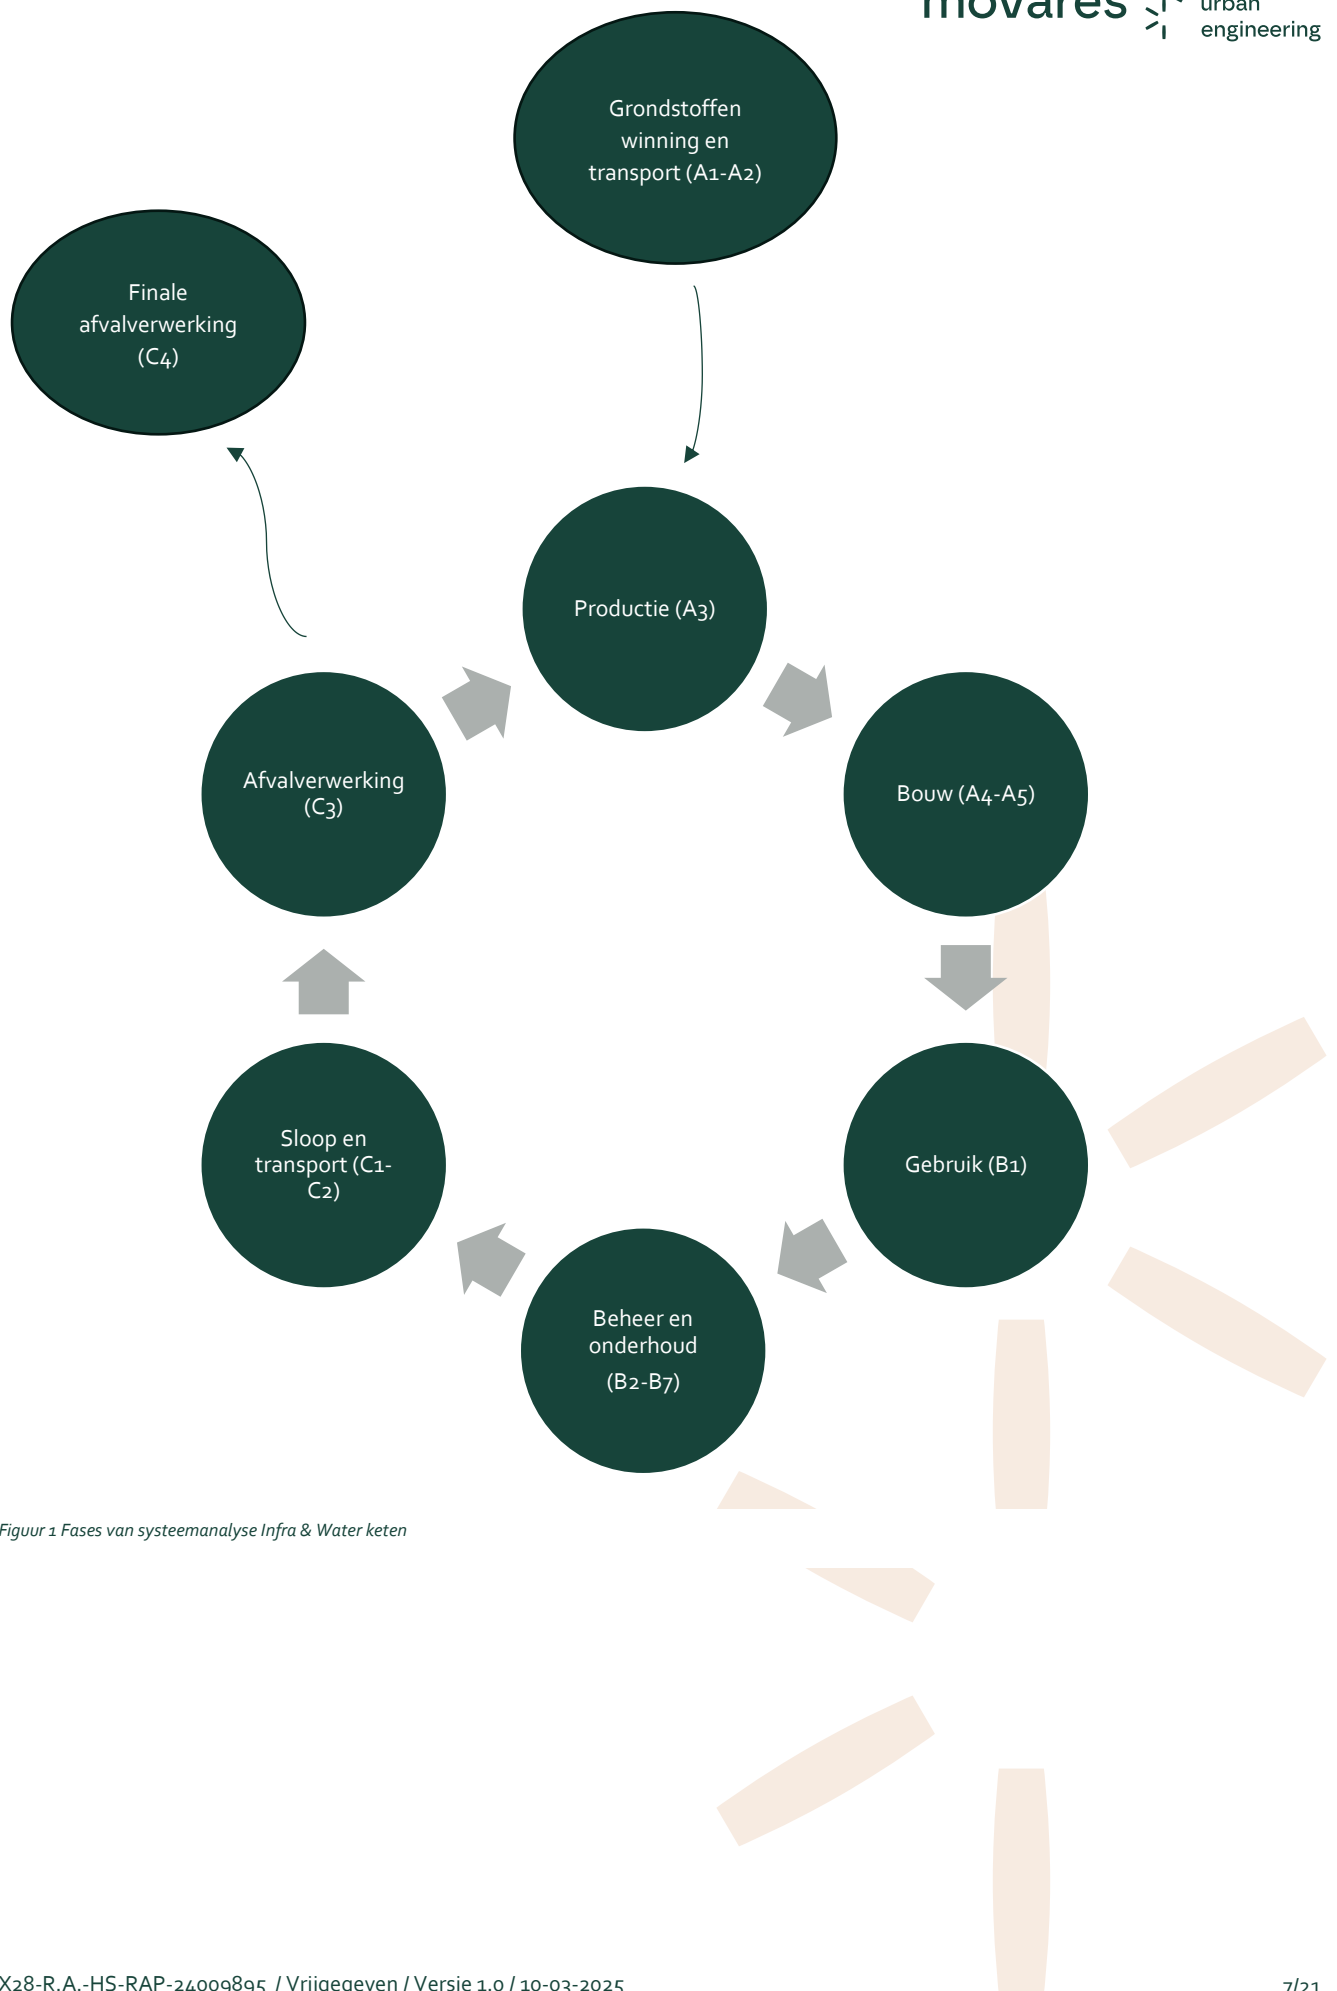 movares
urban
engineering
Grondstoffen
winning en
transport (A1-A2)
Finale
afvalverwerking
(C4)
Productie (A3)
Bouw (A4-A5)
Gebruik (B1)
Beheer en
onderhoud
(B2-B7)
Sloop en
transport (C1-
C2)
Afvalverwerking
(C3)
Figuur 1 Fases van systeemanalyse Infra & Water keten
X28-R.A.-HS-RAP-24009895 / Vrijgegeven / Versie 1.0 / 10-03-2025
7/21